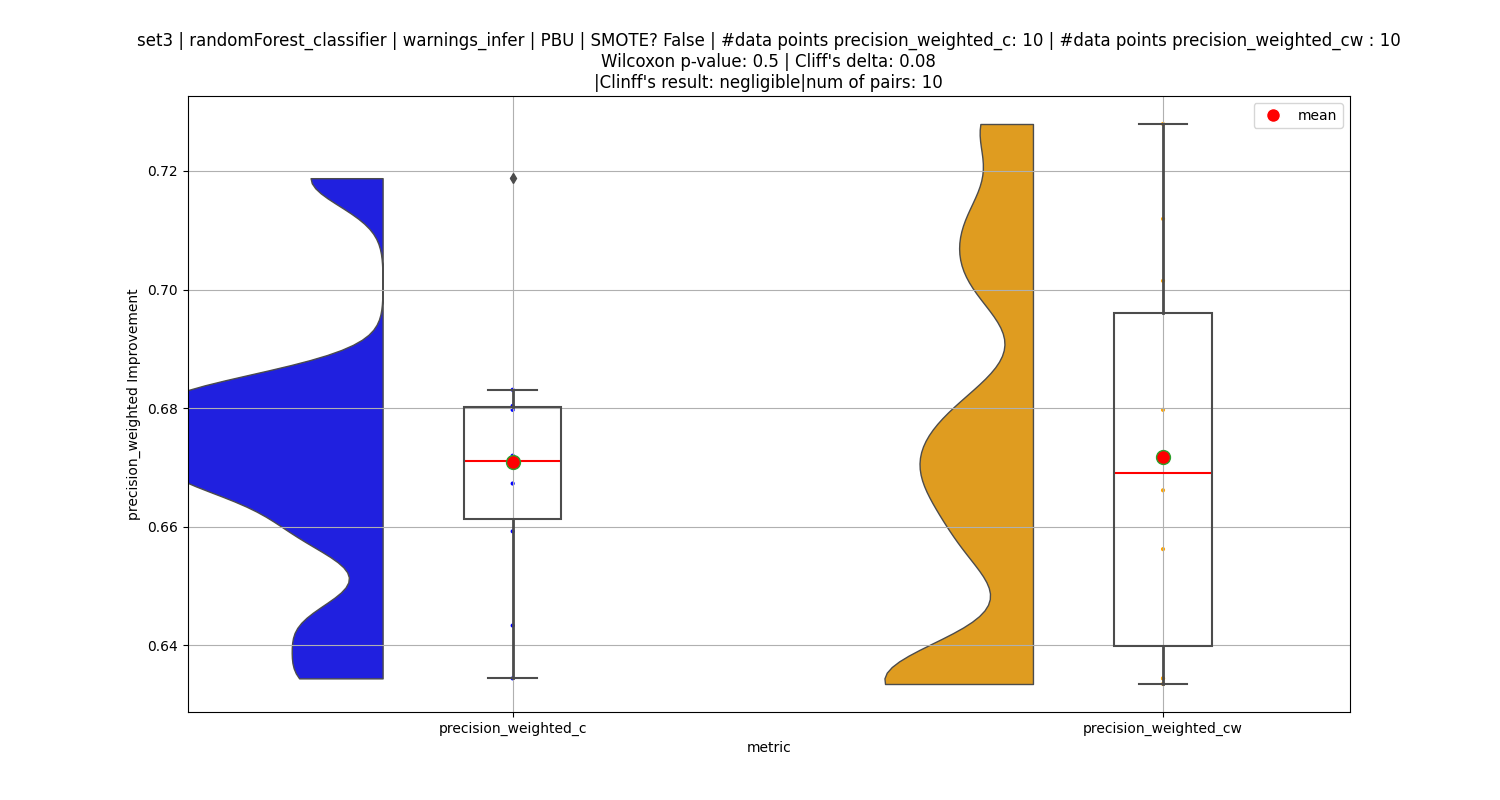 set3 | randomForest_classifier | warnings_infer | PBU | SMOTE? False | #data points precision_weighted_c: 10 | #data points precision_weighted_cw : 10
Wilcoxon p-value: 0.5 | Cliff's delta: 0.08
|Clinff's result: negligible|num of pairs: 10
mean
0.72
0.70
0.68
0.66
0.64
precision_weighted Improvement
precision_weighted_c
precision_weighted_cw
metric